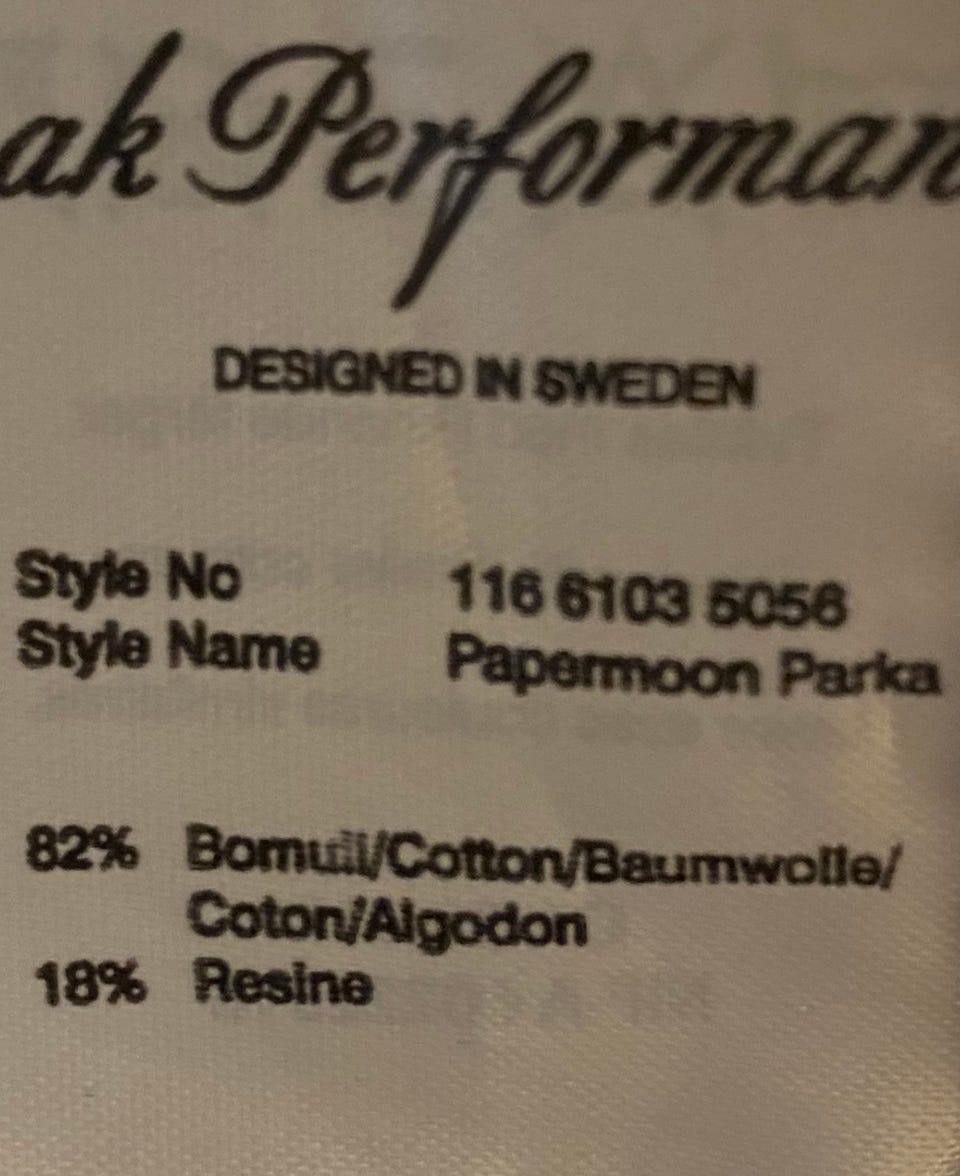 ak Performan
DESIGNED IN SWEDEN
Style No 116 6103 5056
Style Name Papermoon Parka
82% Bomull/Cotton/Baumwolle/
Coton/Algodon
18% Resine